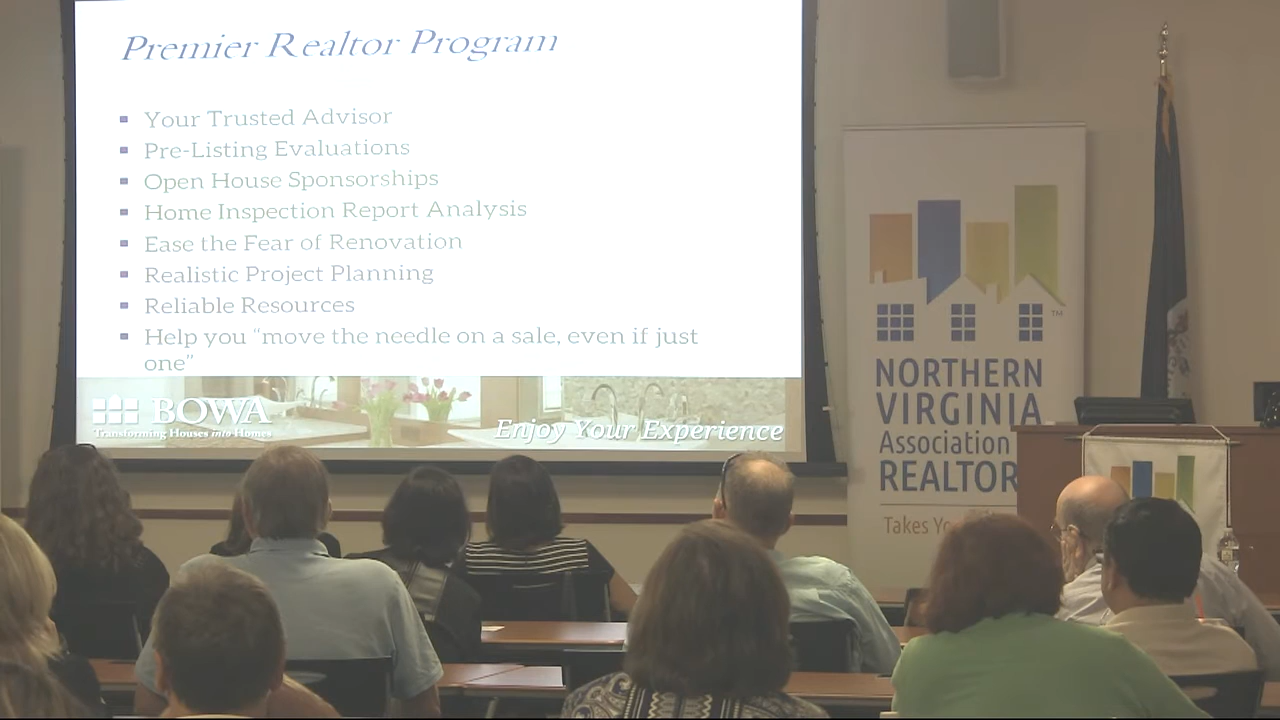 Premier Realtor Program
Your Trusted Advisor
Pre-Listing Evaluations
Open House Sponsorships
Home Inspection Report Analysis
Ease the Fear of Renovation
Realistic Project Planning
Reliable Resources
Help you “move the needle on a sale, even if just
one”
BOWA
Transforming Houses into Homes
Enjoy Your Experience
TM
NORTHERN
VIRGINIA
Association
REALTOR
Takes